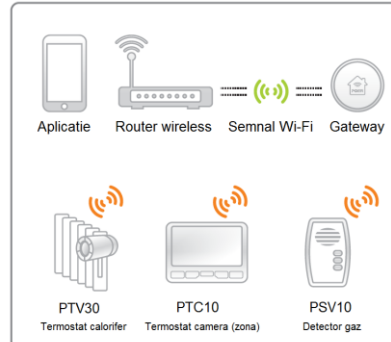 Aplicatie Router wireless Semnal Wi-Fi Gateway
PTV30 PTC10 PSV10
Termostat calorifer Termostat camera (zona) Detector gaz